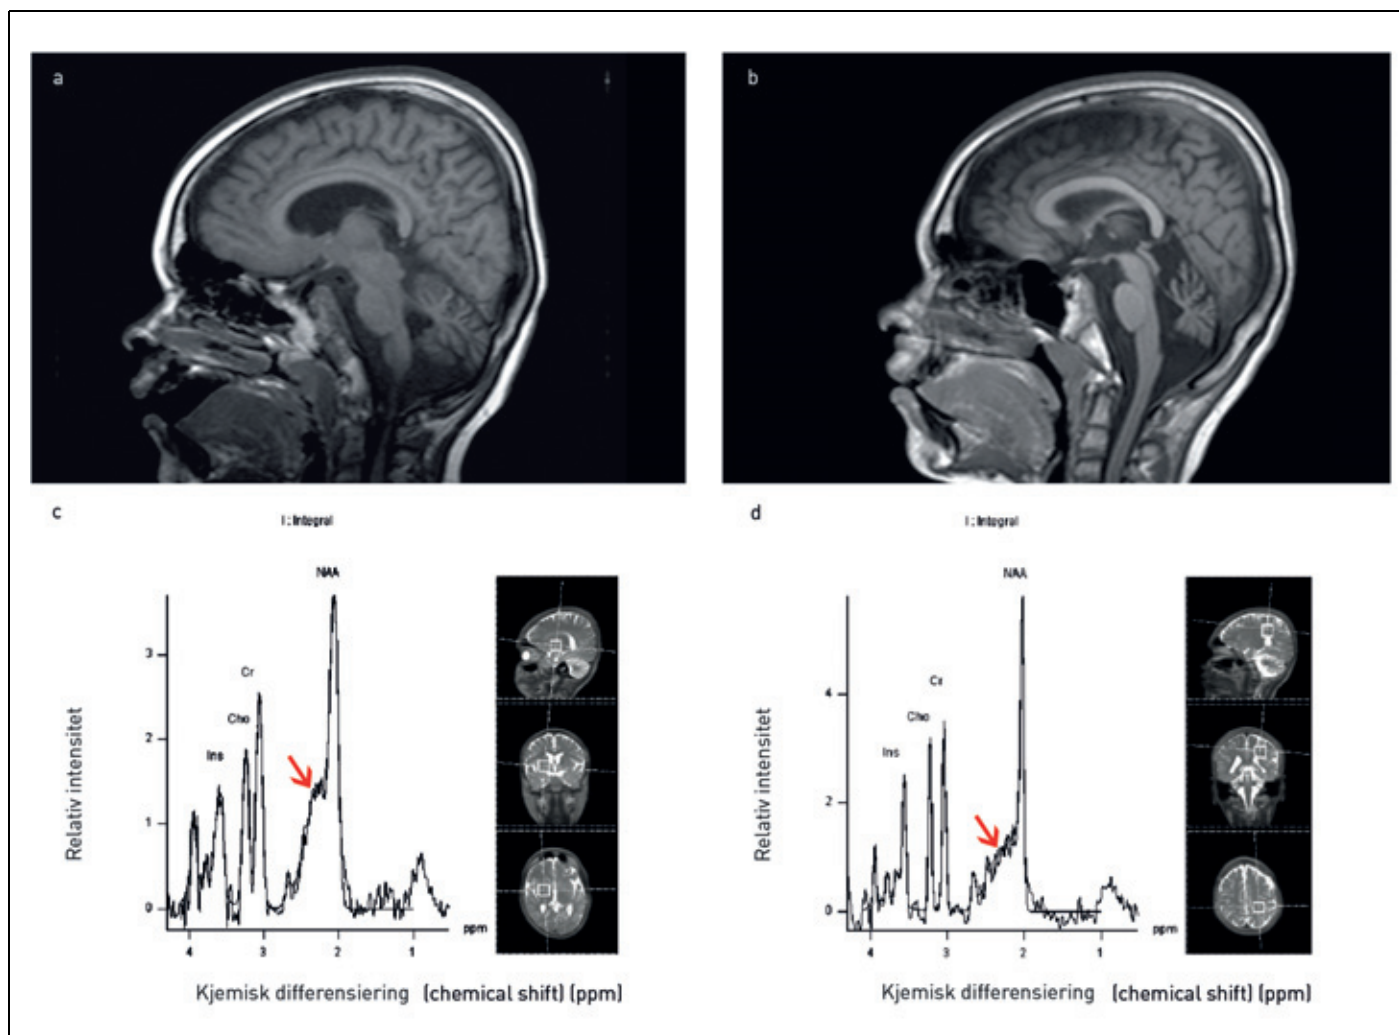 a
b
c
I : Integral
NAA
Cr
Cho
Ins
3
2
1
0
4
3
2
1
ppm
Relativ intensitet
Kjemisk differensiering (chemical shift) (ppm)
d
I : Integral
NAA
Cr
Cho
Ins
4
2
0
4
3
2
1
ppm
Relativ intensitet
Kjemisk differensiering (chemical shift) (ppm)